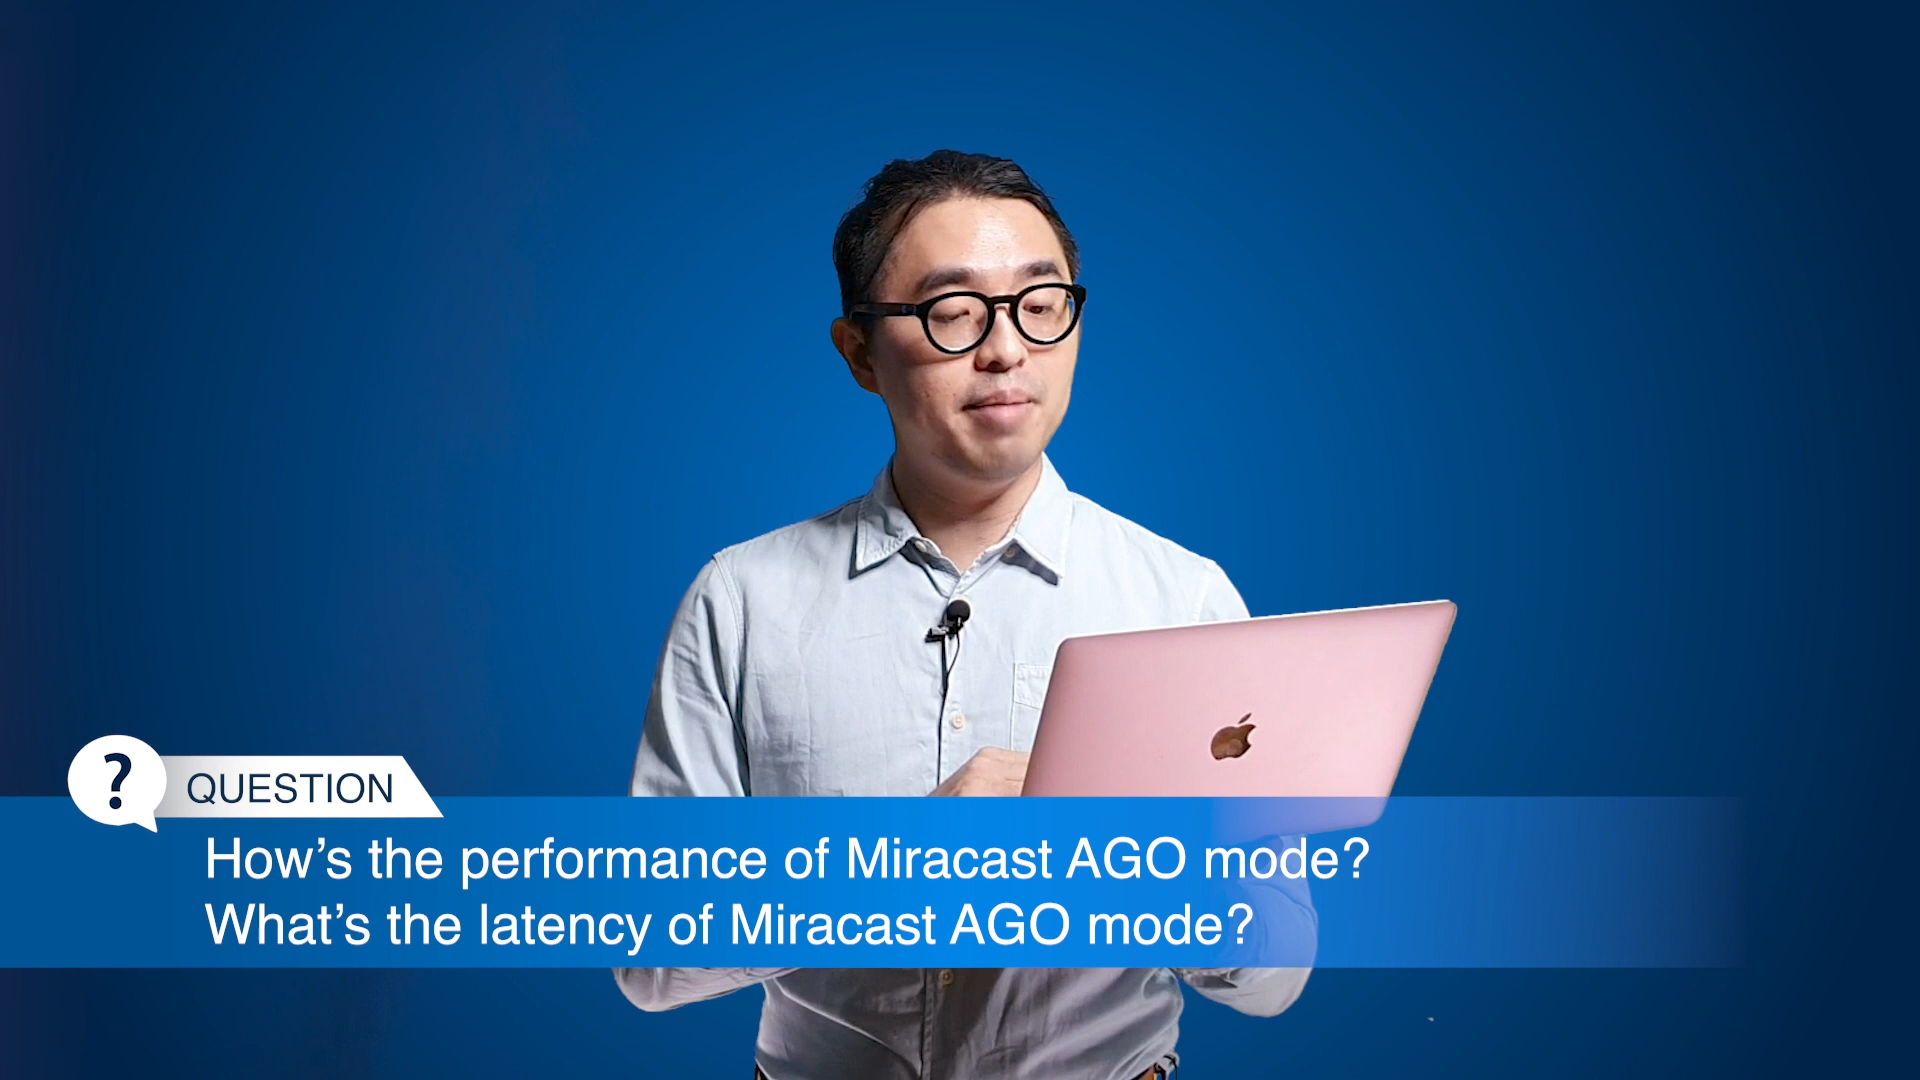 ?
QUESTION
How’s the performance of Miracast AGO mode?
What’s the latency of Miracast AGO mode?